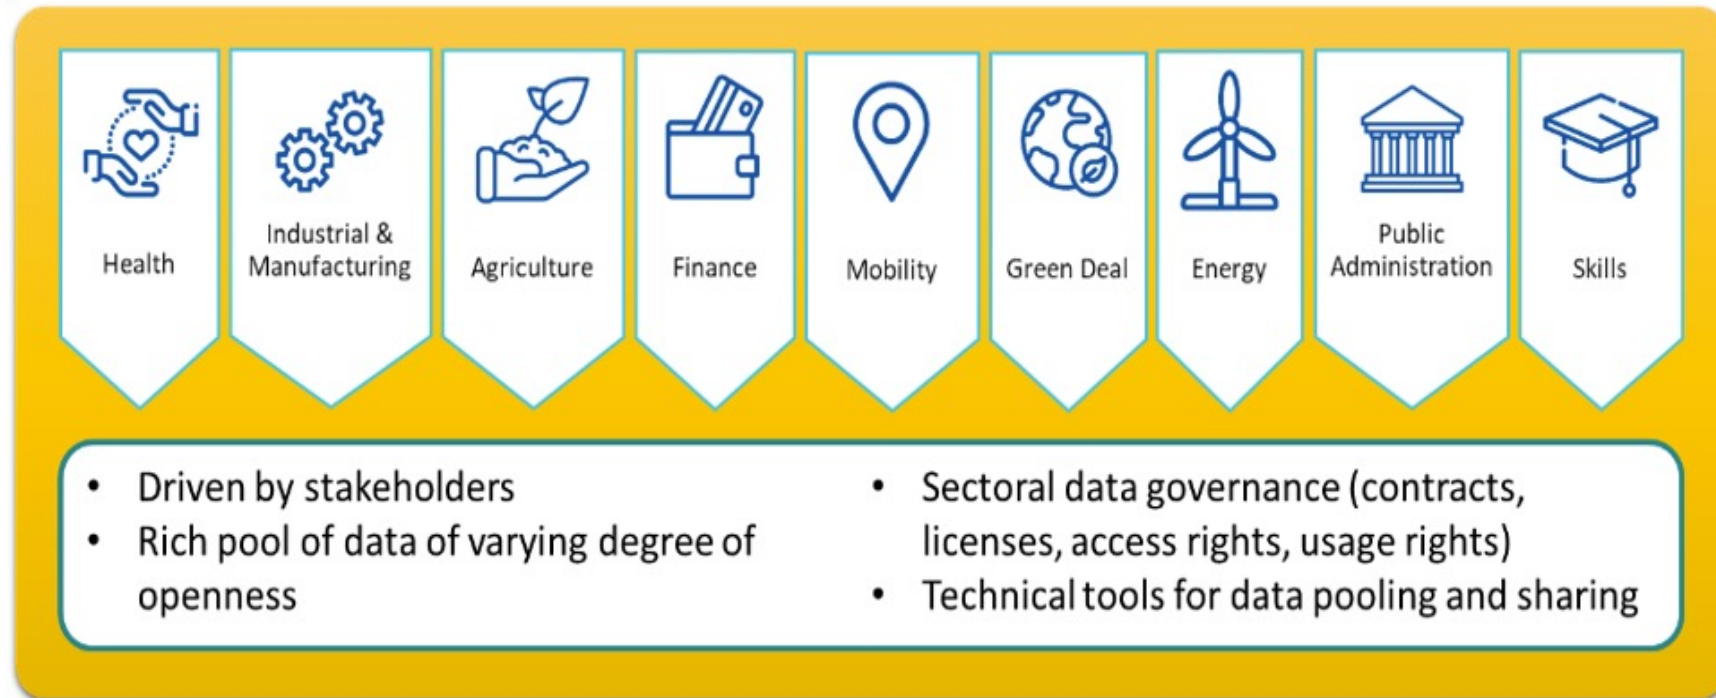 Health
Industrial &
Manufacturing
Agriculture
Finance
Mobility
Green Deal
Energy
Public
Administration
Skills
• Driven by stakeholders
• Rich pool of data of varying degree of
openness
• Sectoral data governance (contracts,
licenses, access rights, usage rights)
• Technical tools for data pooling and sharing